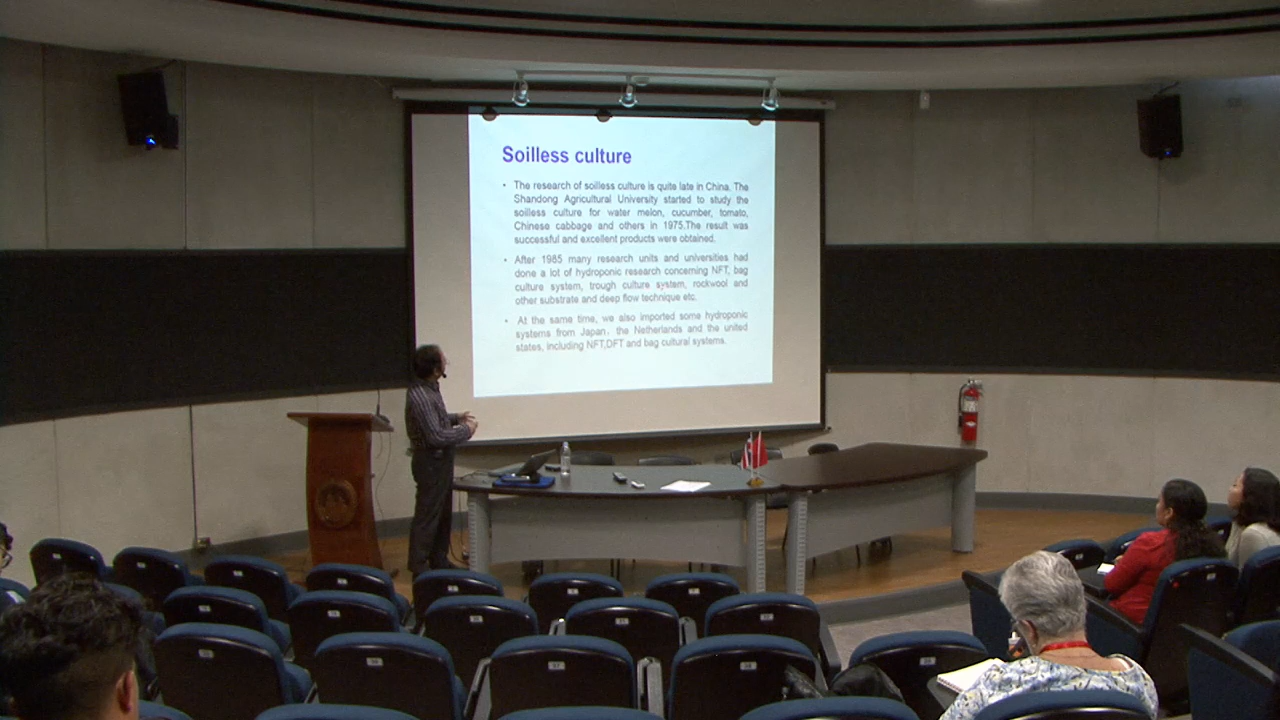 Soilless culture
• The research of soilless culture is quite late in China. The
Shandong Agricultural University started to study the
soilless culture for water melon, cucumber, tomato,
Chinese cabbage and others in 1975.The result was
successful and excellent products were obtained.
• After 1985 many research units and universities had
done a lot of hydroponic research concerning NFT, bag
culture system, trough culture system, rockwool and
other substrate and deep flow technique etc.
• At the same time, we also imported some hydroponic
systems from Japan, the Netherlands and the united
states, including NFT,DFT and bag cultural systems.